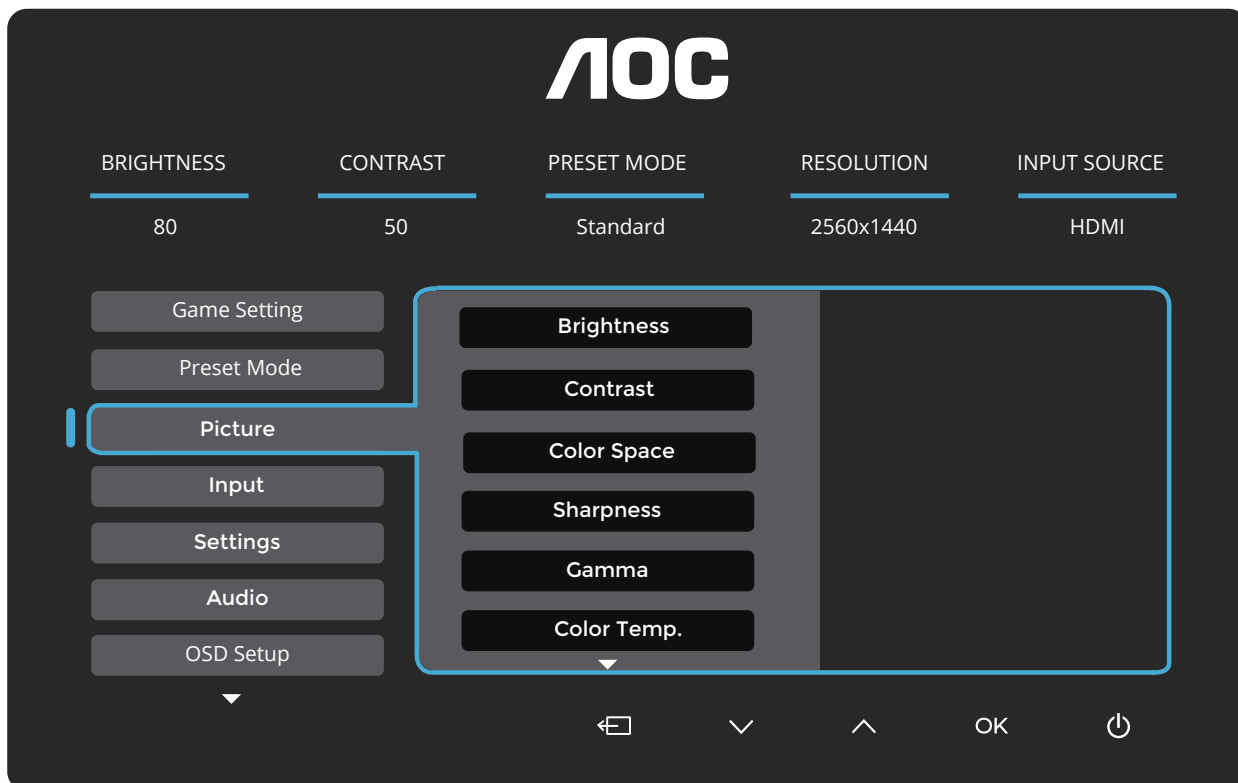 AOC
BRIGHTNESS CONTRAST PRESET MODE RESOLUTION INPUT SOURCE
80 50 Standard 2560x1440 HDMI
Game Setting
Preset Mode
Picture
Input
Settings
Audio
OSD Setup
Brightness
Contrast
Color Space
Sharpness
Gamma
Color Temp.
OK